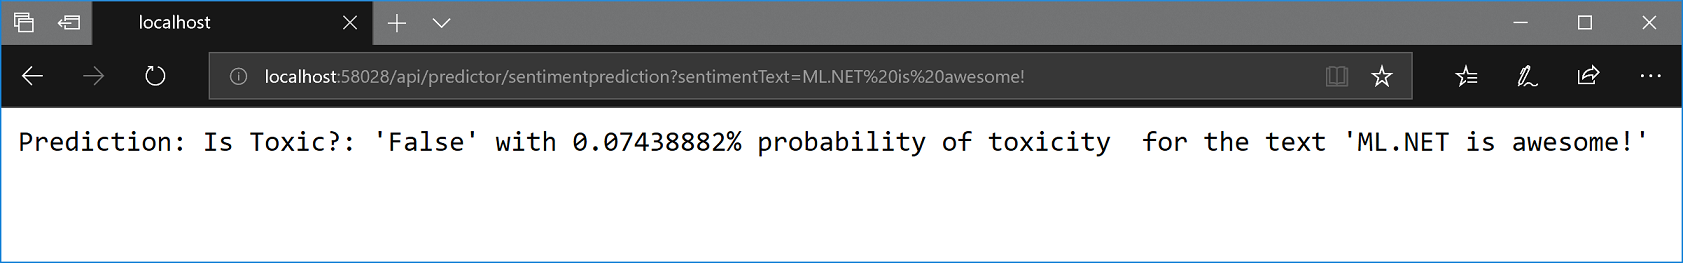 localhost
localhost:58028/api/predictor/sentimentprediction?sentimentText=ML.NET%20is%20awesome!
Prediction: Is Toxic?: 'False' with 0.07438882% probability of toxicity  for the text 'ML.NET is awesome!'